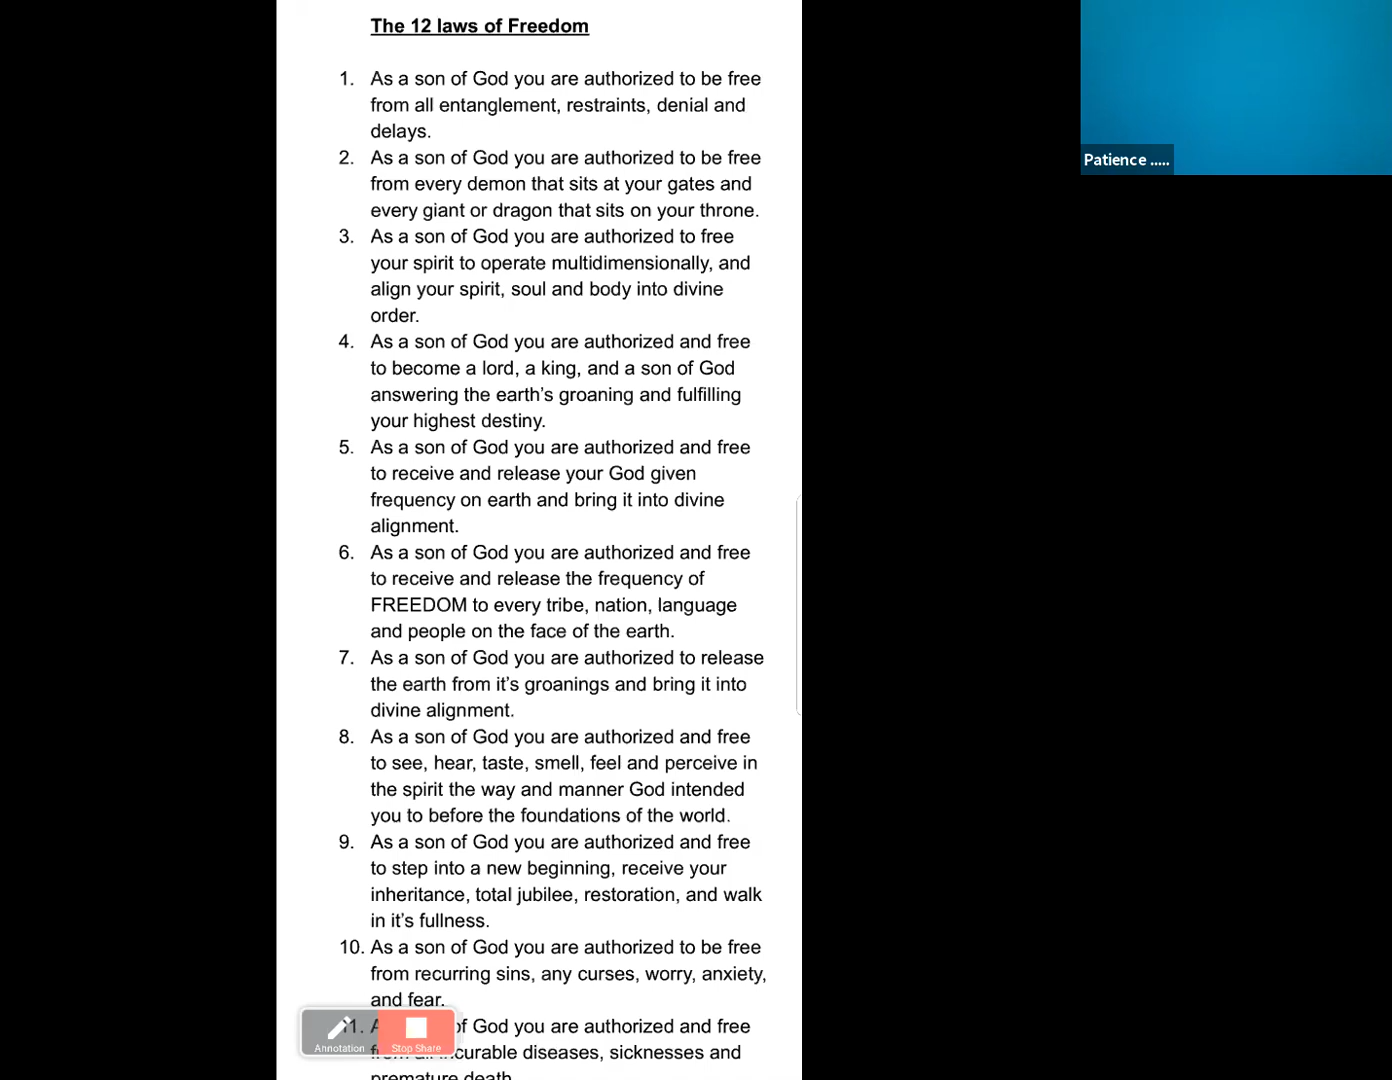 The 12 laws of Freedom
1. As a son of God you are authorized to be free
from all entanglement, restraints, denial and
delays.
2. As a son of God you are authorized to be free
from every demon that sits at your gates and
every giant or dragon that sits on your throne.
3. As a son of God you are authorized to free
your spirit to operate multidimensionally, and
align your spirit, soul and body into divine
order.
4. As a son of God you are authorized and free
to become a lord, a king, and a son of God
answering the earth's groaning and fulfilling
your highest destiny.
5. As a son of God you are authorized and free
to receive and release your God given
frequency on earth and bring it into divine
alignment.
6. As a son of God you are authorized and free
to receive and release the frequency of
FREEDOM to every tribe, nation, language
and people on the face of the earth.
7. As a son of God you are authorized to release
the earth from it's groanings and bring it into
divine alignment.
8. As a son of God you are authorized and free
to see, hear, taste, smell, feel and perceive in
the spirit the way and manner God intended
you to before the foundations of the world.
9. As a son of God you are authorized and free
to step into a new beginning, receive your
inheritance, total jubilee, restoration, and walk
in it's fullness.
10. As a son of God you are authorized to be free
from recurring sins, any curses, worry, anxiety,
and fear.
11. of God you are authorized and free
diseases, sicknesses and
premature death
Annotation
Stop Share
Patience .....